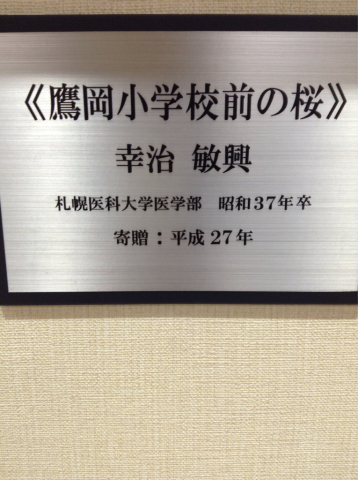 《鷹岡小学校前の桜》
幸治 敏興
札幌医科大学医学部 昭和37年卒
寄贈：平成 27年